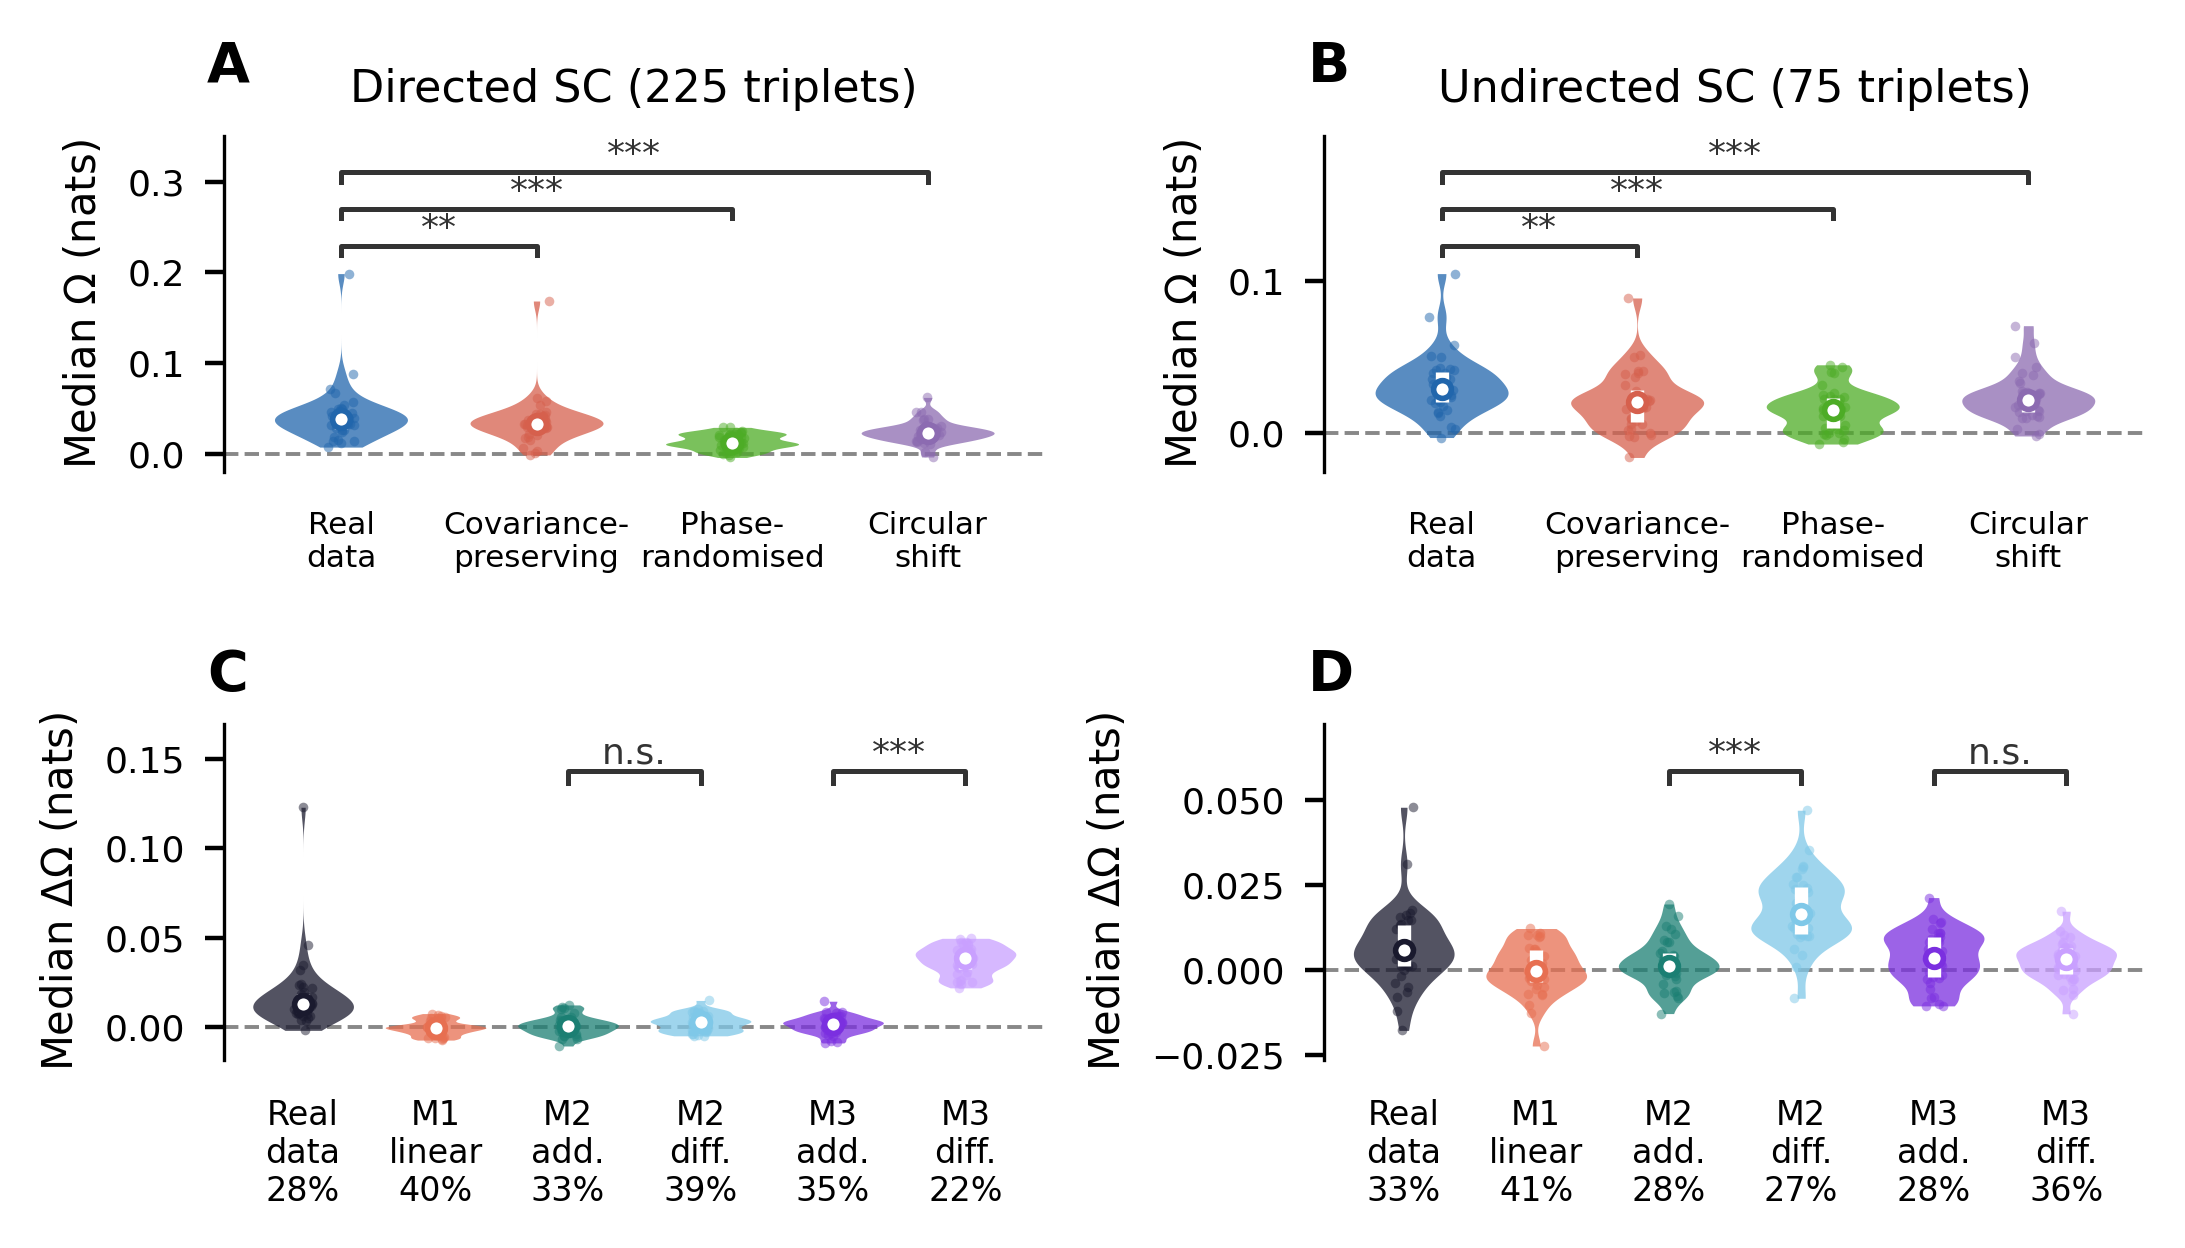 A
Directed SC (225 triplets)
Median Ω (nats)
0.3
0.2
0.1
0.0
***
***
**
Real
data
Covariance-
preserving
Phase-
randomised
Circular
shift
B
Undirected SC (75 triplets)
Median Ω (nats)
0.1
0.0
***
***
**
Real
data
Covariance-
preserving
Phase-
randomised
Circular
shift
C
Median ΔΩ (nats)
0.15
0.10
0.05
0.00
n.s.
***
Real
data
28%
M1
linear
40%
M2
add.
33%
M2
diff.
39%
M3
add.
35%
M3
diff.
22%
D
Median ΔΩ (nats)
0.050
0.025
0.000
−0.025
***
n.s.
Real
data
33%
M1
linear
41%
M2
add.
28%
M2
diff.
27%
M3
add.
28%
M3
diff.
36%